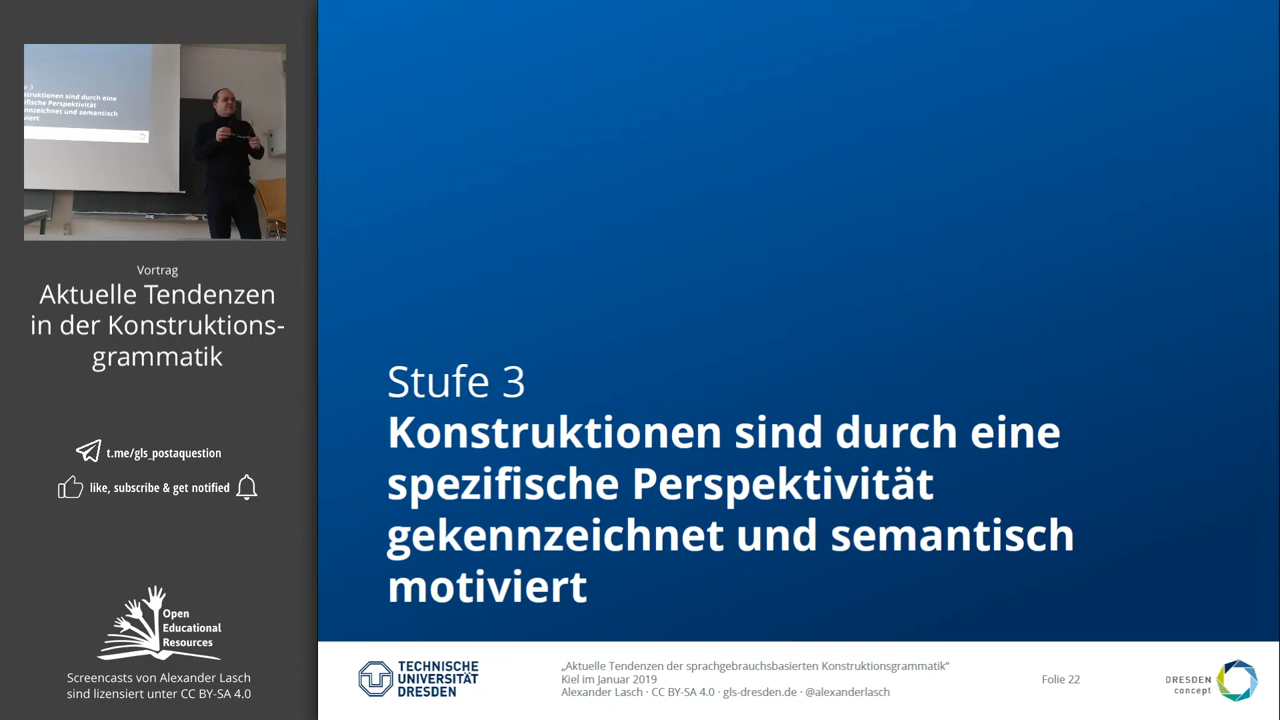 Vortrag
Aktuelle Tendenzen
in der Konstruktions-
grammatik
t.me/gls_postaquestion
like, subscribe & get notified
Open
Educational
Resources
Screencasts von Alexander Lasch
sind lizensiert unter CC BY-SA 4.0
Stufe 3
Konstruktionen sind durch eine
spezifische Perspektivität
gekennzeichnet und semantisch
motiviert
TECHNISCHE
UNIVERSITÄT
DRESDEN
„Aktuelle Tendenzen der sprachgebrauchsbasierten Konstruktionsgrammatik“
Kiel im Januar 2019
Alexander Lasch · CC BY-SA 4.0 · gls-dresden.de · @alexanderlasch
Folie 22
DRESDEN
concept